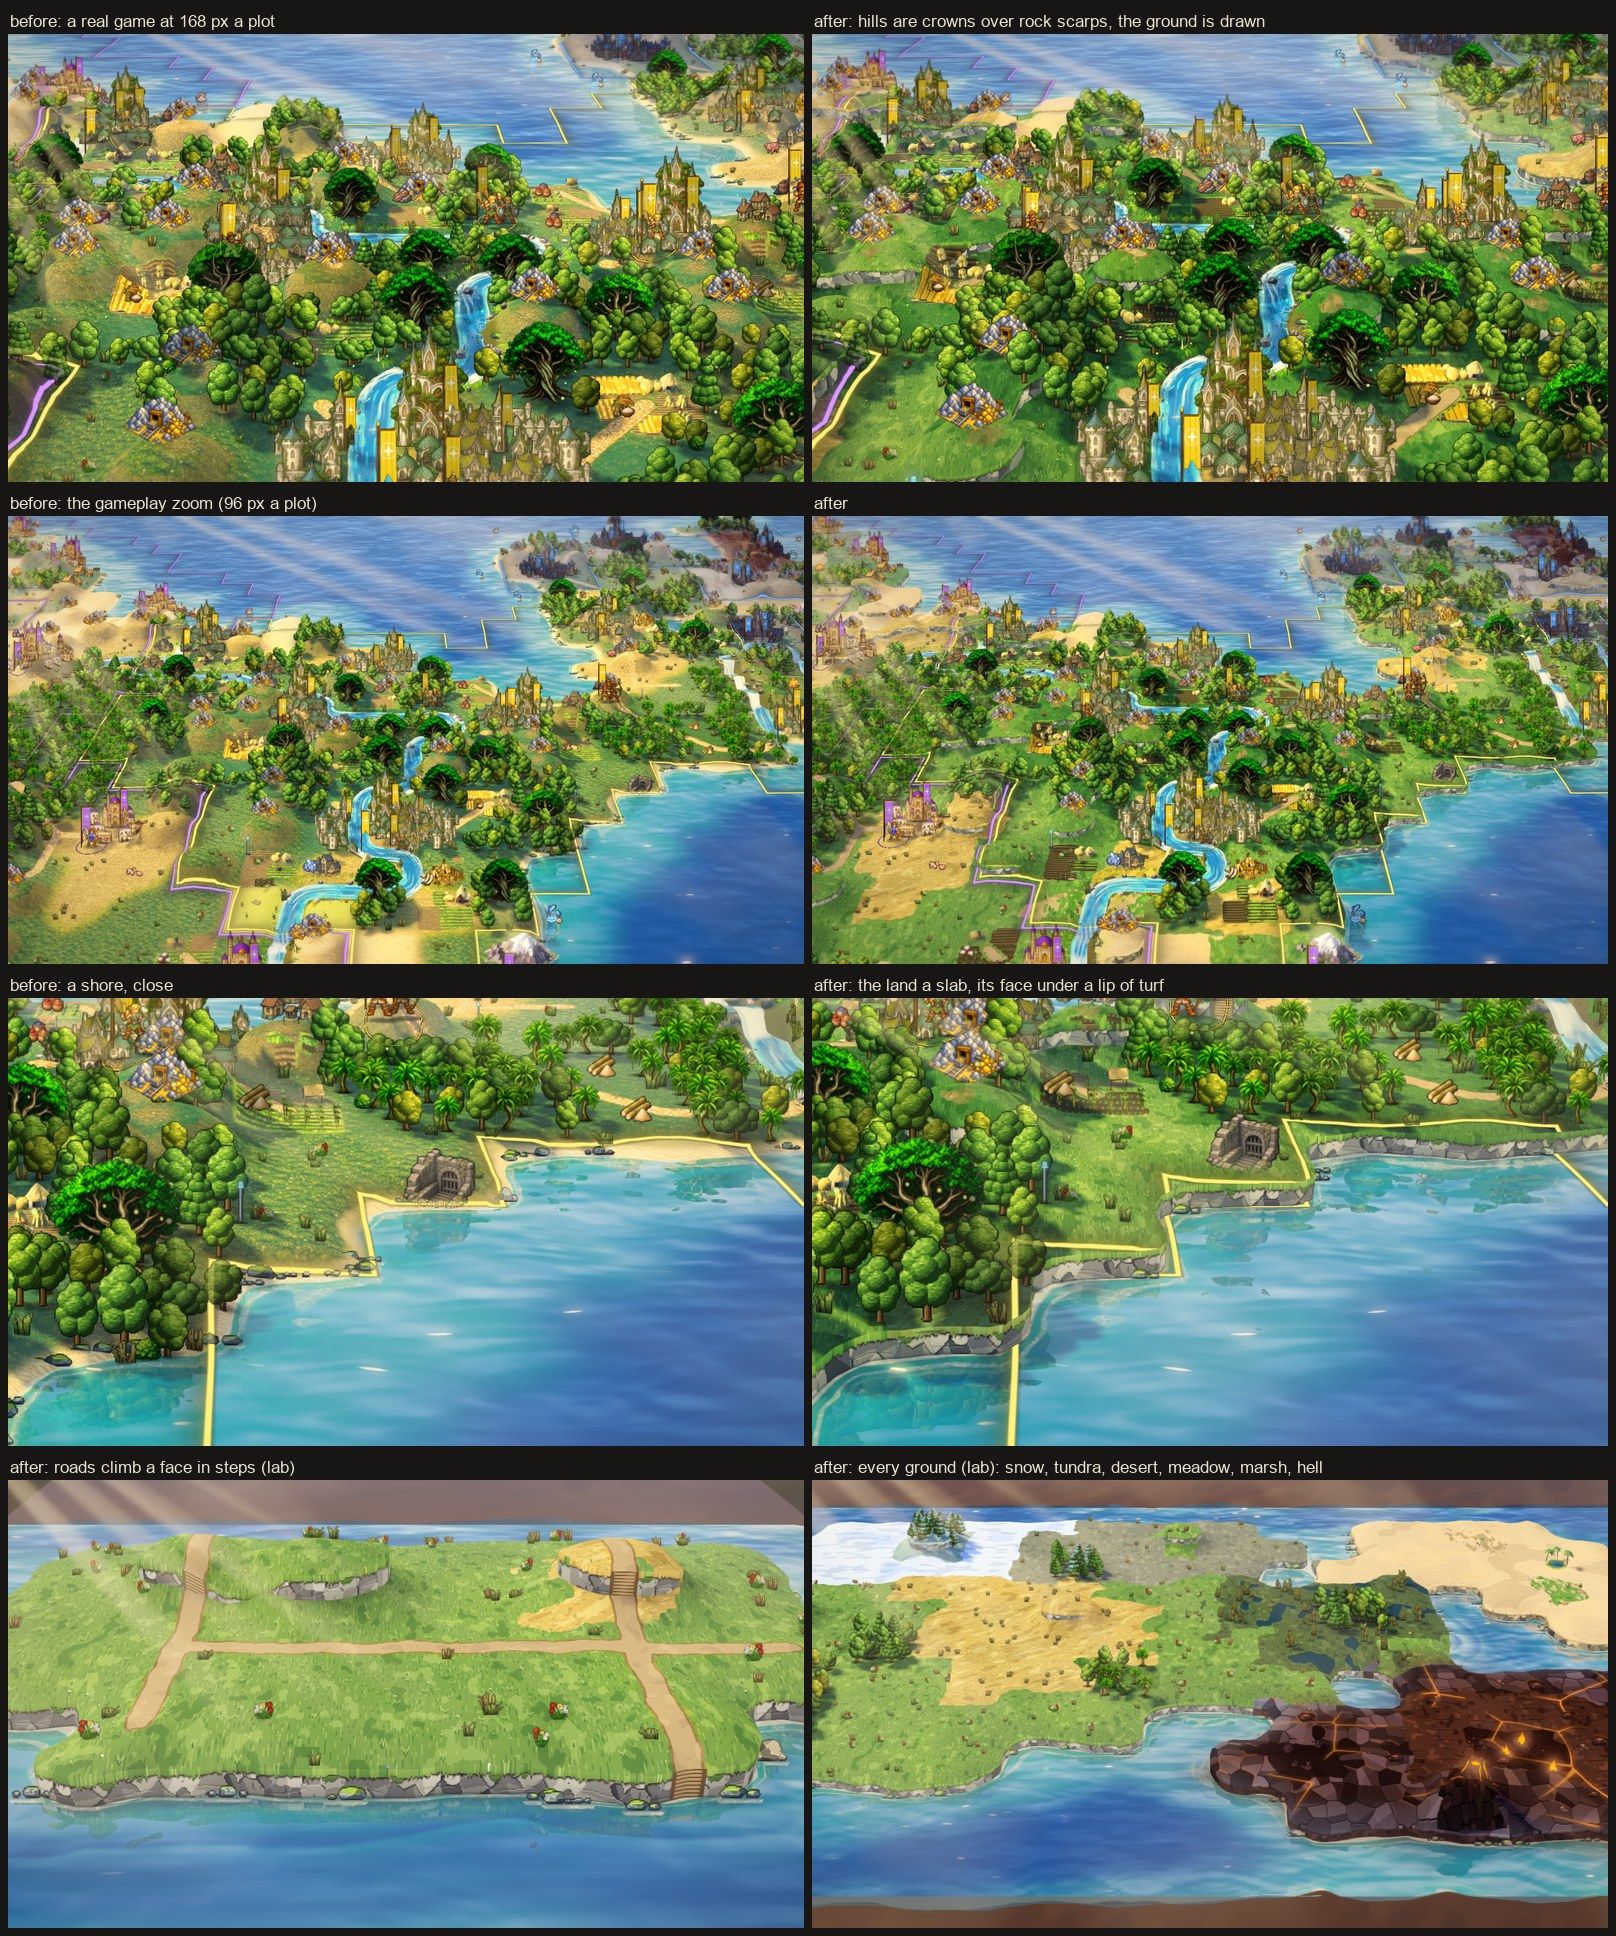 before: a real game at 168 px a plot
after: hills are crowns over rock scarps, the ground is drawn
before: the gameplay zoom (96 px a plot)
after
before: a shore, close
after: the land a slab, its face under a lip of turf
after: roads climb a face in steps (lab)
after: every ground (lab): snow, tundra, desert, meadow, marsh, hell